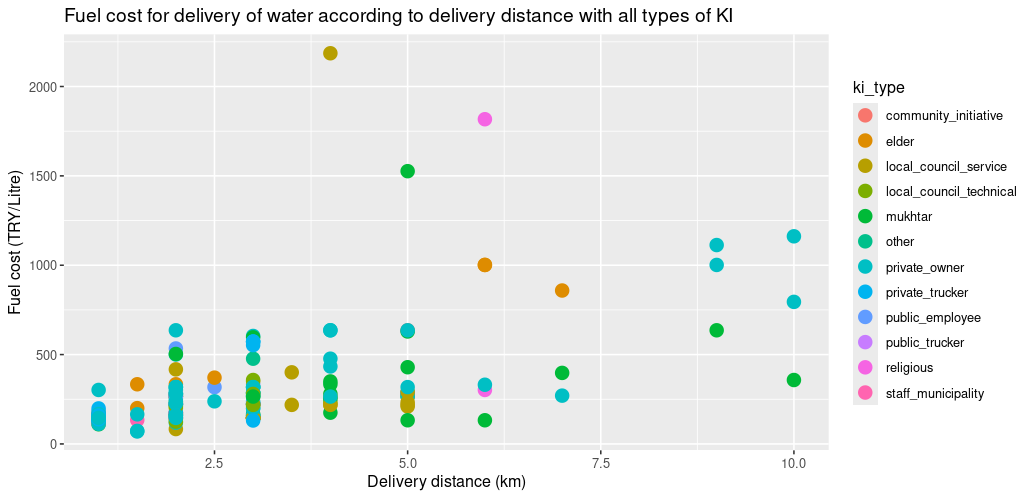 Fuel cost for delivery of water according to delivery distance with all types of KI
Fuel cost (TRY/Litre)
2000
1500
1000
500
0
2.5
5.0
7.5
10.0
Delivery distance (km)
ki_type
community_initiative
elder
local_council_service
local_council_technical
mukhtar
other
private_owner
private_trucker
public_employee
public_trucker
religious
staff_municipality